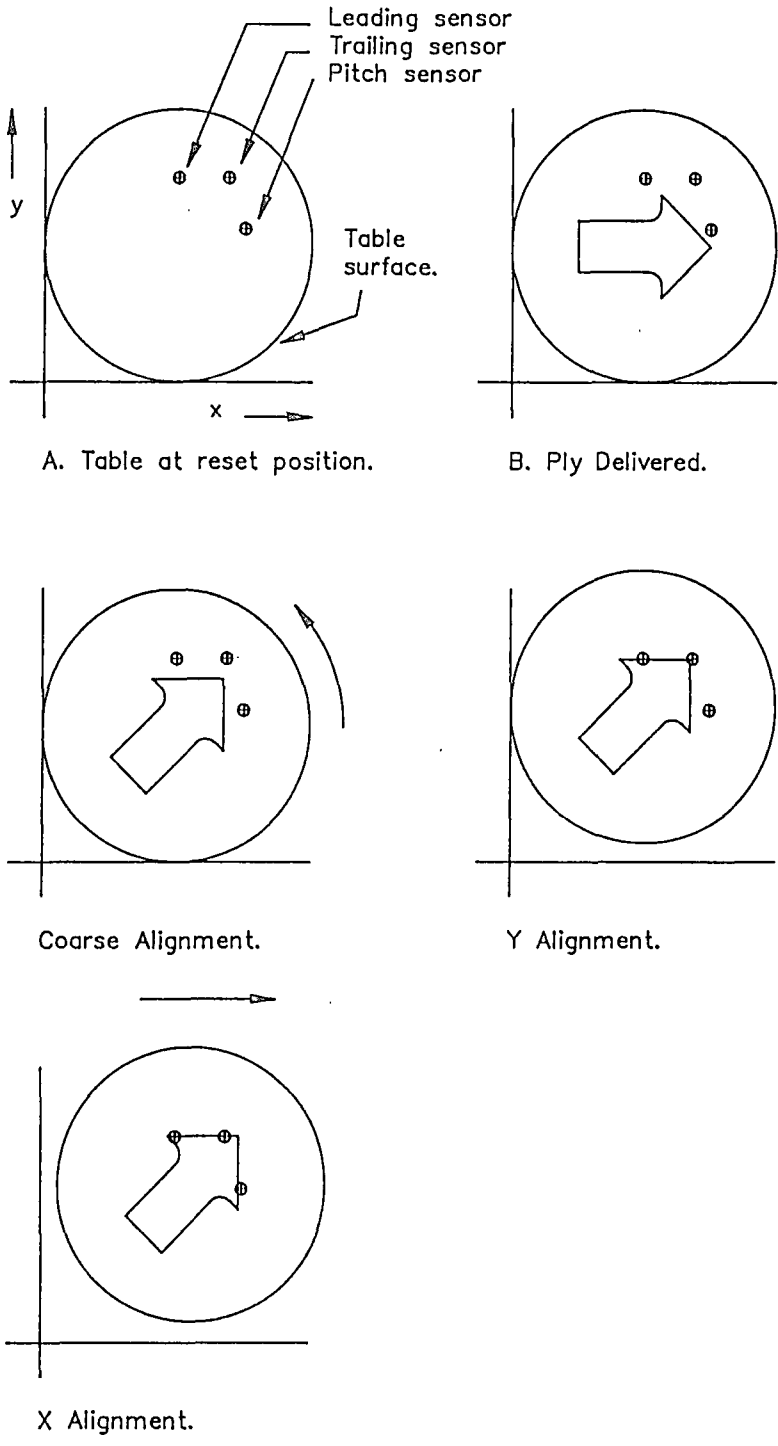 Leading sensor
Trailing sensor
Pitch sensor
y
Table
surface.
x
A. Table at reset position.
B. Ply Delivered.
Coarse Alignment.
Y Alignment.
X Alignment.